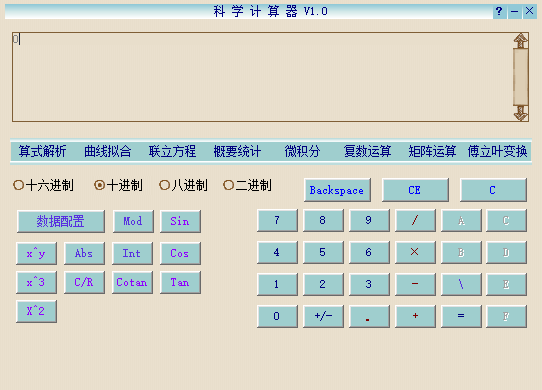 科 学 计 算 器 V1.0 ? － ×
0
算式解析 曲线拟合 联立方程 概要统计 微积分 复数运算 矩阵运算 傅立叶变换
十六进制 十进制 八进制 二进制 Backspace CE C
数据配置 Mod Sin 7 8 9 / A C
x^y Abs Int Cos 4 5 6 × B D
x^3 C/R Cotan Tan 1 2 3 - \ E
X^2 0 +/- . + = F